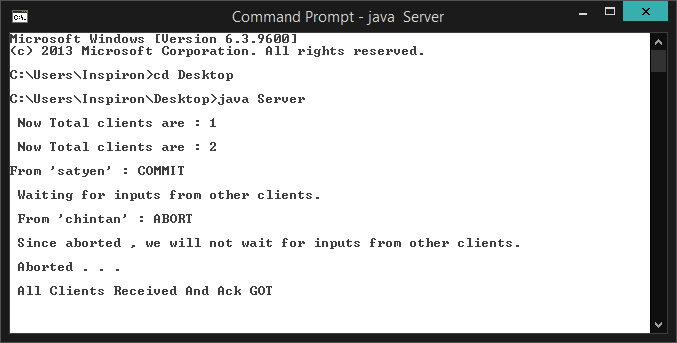 Command Prompt - java Server
Microsoft Windows [Version 6.3.9600]
(c) 2013 Microsoft Corporation. All rights reserved.
C:\Users\Inspiron>cd Desktop
C:\Users\Inspiron\Desktop>java Server
Now Total clients are : 1
Now Total clients are : 2
From 'satyen' : COMMIT
Waiting for inputs from other clients.
From 'chintan' : ABORT
Since aborted , we will not wait for inputs from other clients.
Aborted . . .
All Clients Received And Ack GOT